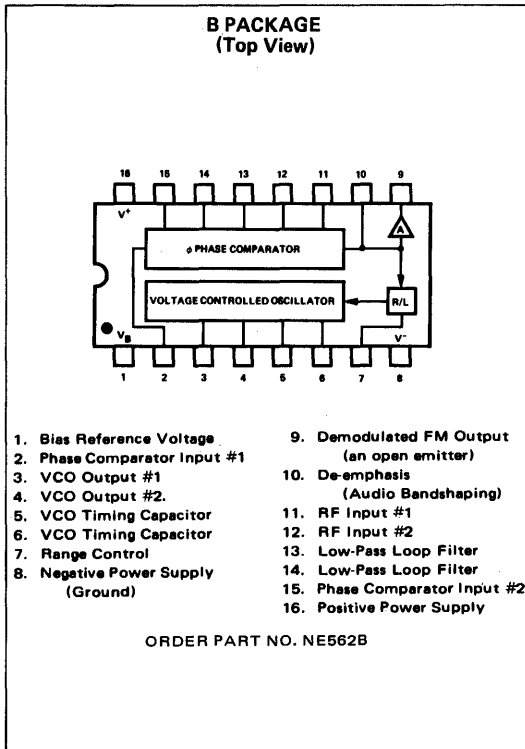 B PACKAGE
(Top View)
16 15 14 13 12 11 10 9
V+
A
ϕ PHASE COMPARATOR
VOLTAGE CONTROLLED OSCILLATOR
R/L
VB
V-
1 2 3 4 5 6 7 8
1. Bias Reference Voltage
2. Phase Comparator Input #1
3. VCO Output #1
4. VCO Output #2.
5. VCO Timing Capacitor
6. VCO Timing Capacitor
7. Range Control
8. Negative Power Supply
(Ground)
9. Demodulated FM Output
(an open emitter)
10. De-emphasis
(Audio Bandshaping)
11. RF Input #1
12. RF Input #2
13. Low-Pass Loop Filter
14. Low-Pass Loop Filter
15. Phase Comparator Input #2
16. Positive Power Supply
ORDER PART NO. NE562B